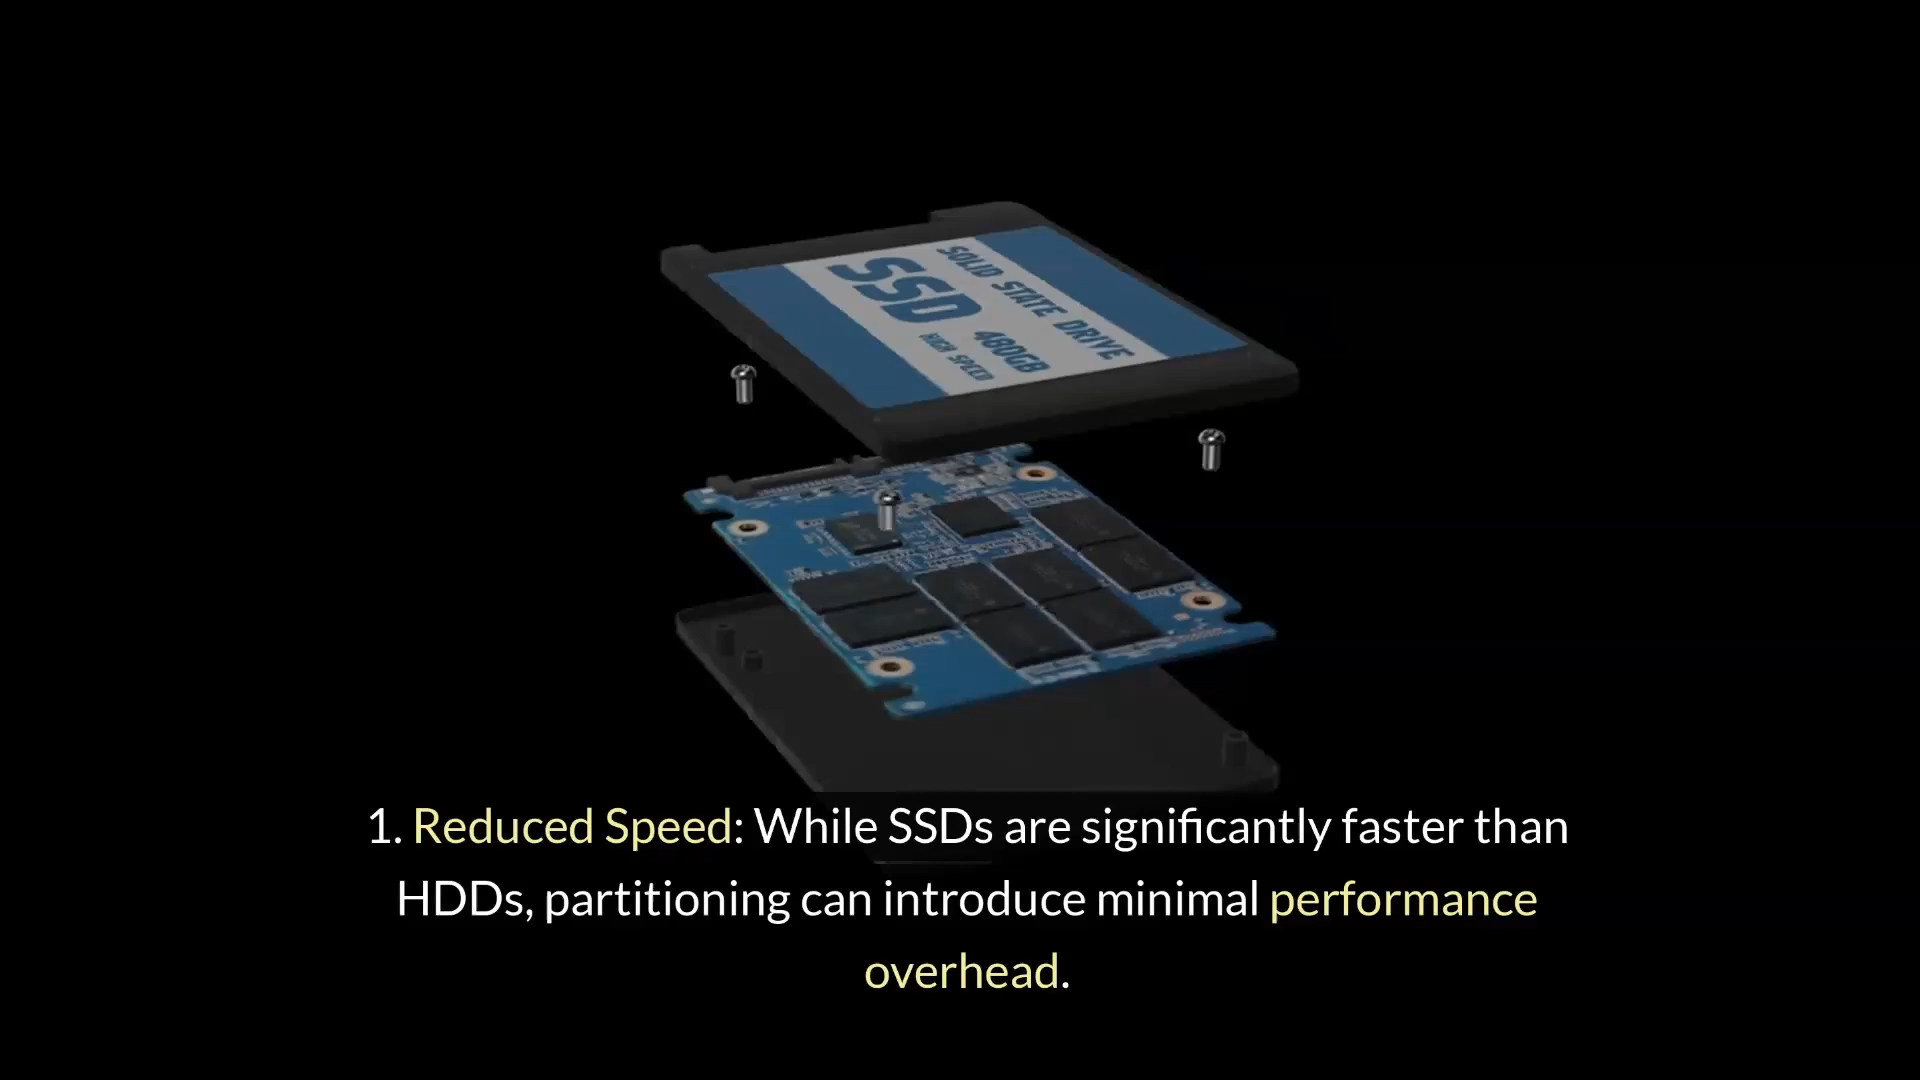 SOLID STATE DRIVE
SSD
480GB
HIGH SPEED
1. Reduced Speed: While SSDs are significantly faster than
HDDs, partitioning can introduce minimal performance
overhead.